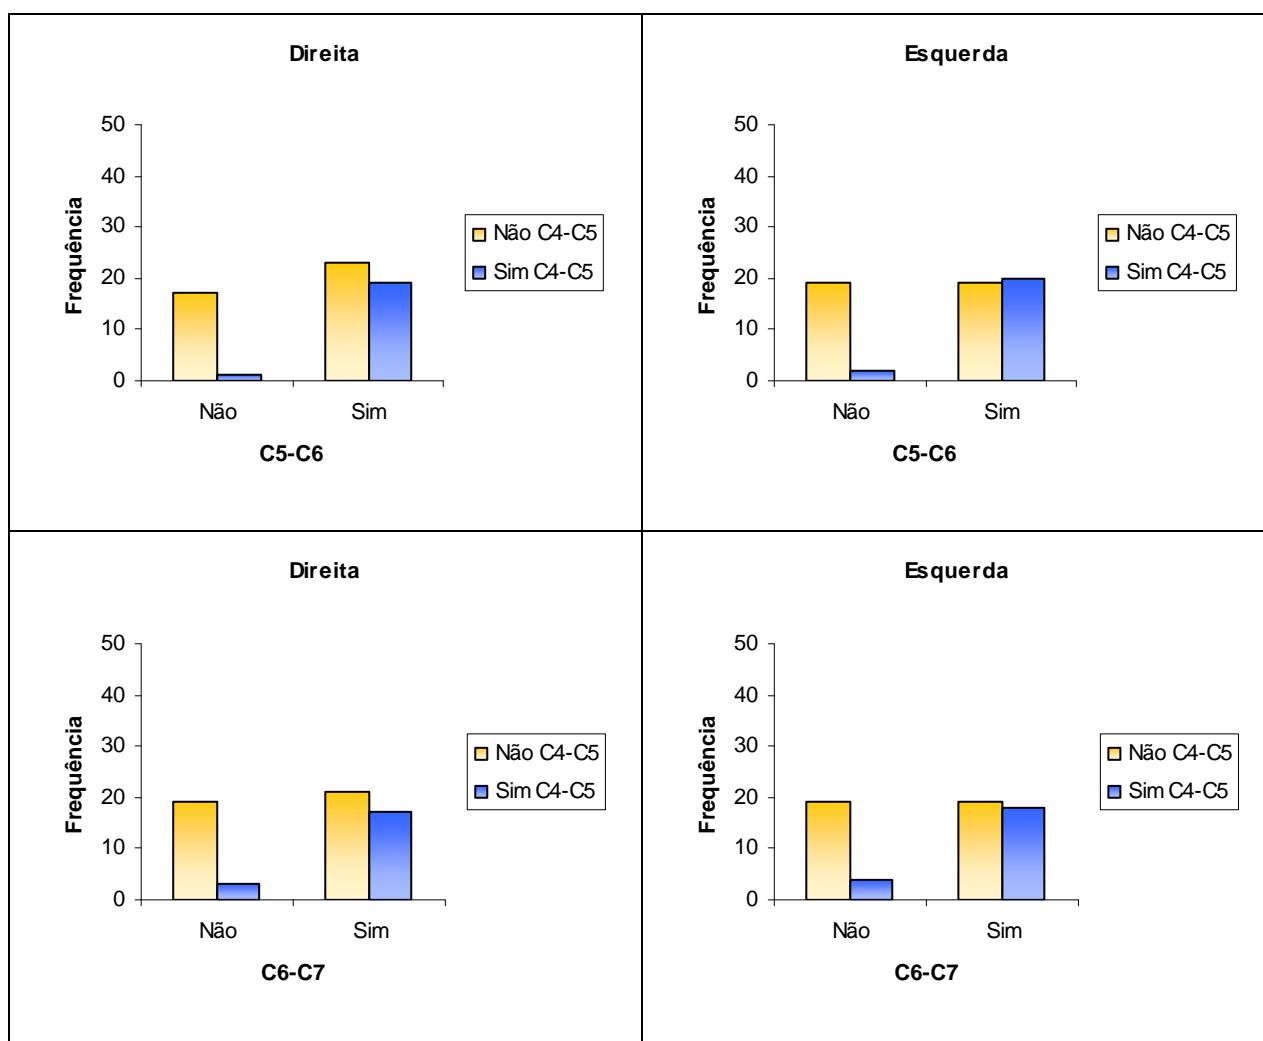 Direita
50
40
30
20
10
0
Frequência
Não
Sim
C5-C6
Não C4-C5
Sim C4-C5
Esquerda
50
40
30
20
10
0
Frequência
Não
Sim
C5-C6
Não C4-C5
Sim C4-C5
Direita
50
40
30
20
10
0
Frequência
Não
Sim
C6-C7
Não C4-C5
Sim C4-C5
Esquerda
50
40
30
20
10
0
Frequência
Não
Sim
C6-C7
Não C4-C5
Sim C4-C5